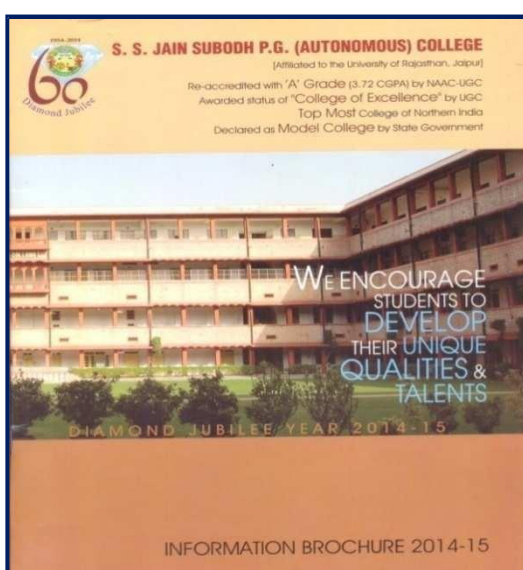 1954-2014
60
Diamond Jubilee
S. S. JAIN SUBODH P.G. (AUTONOMOUS) COLLEGE
[Affiliated to the University of Rajasthan, Jaipur]
Re-accredited with 'A' Grade (3.72 CGPA) by NAAC-UGC
Awarded status of "College of Excellence" by UGC
Top Most College of Northern India
Declared as Model College by State Government
WE ENCOURAGE
STUDENTS TO
DEVELOP
THEIR UNIQUE
QUALITIES &
TALENTS
DIAMOND JUBILEE YEAR 2014-15
INFORMATION BROCHURE 2014-15